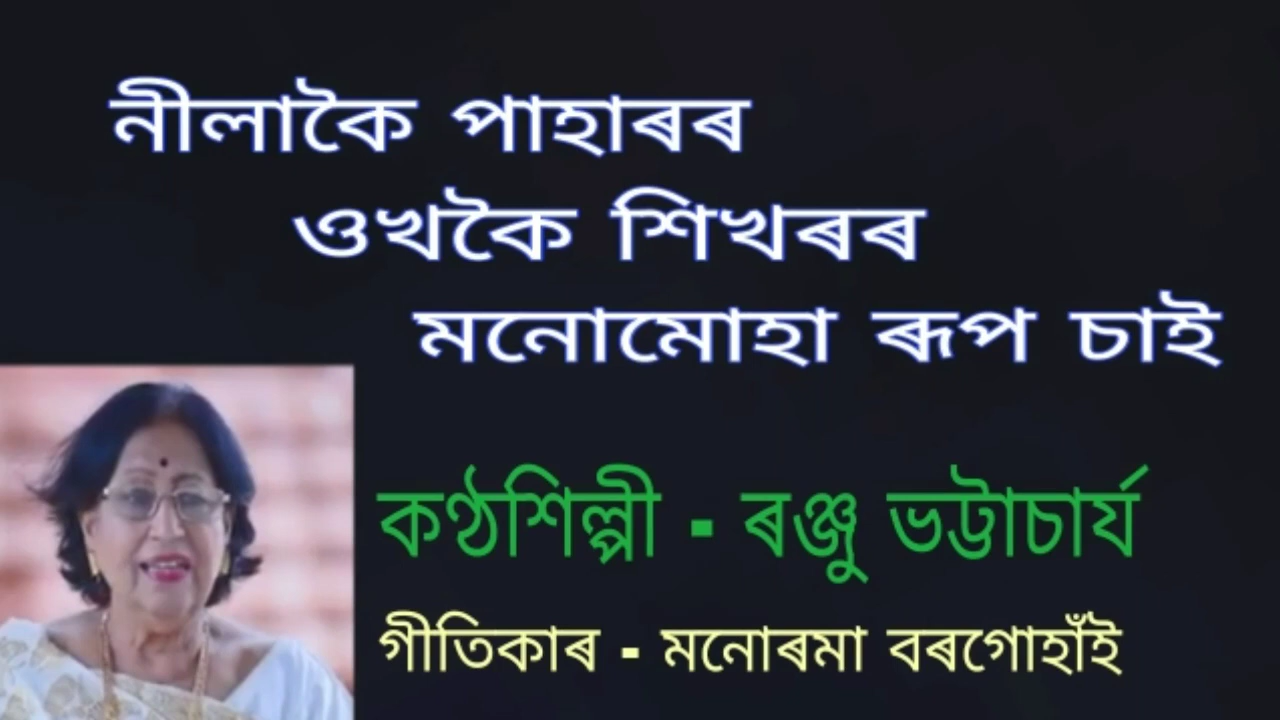 নীলাকৈ পাহাৰৰ
ওখকৈ শিখৰৰ
মনোমোহা ৰূপ চাই
কণ্ঠশিল্পী - ৰঞ্জু ভট্টাচাৰ্য
গীতিকাৰ - মনোৰমা বৰগোহাঁই